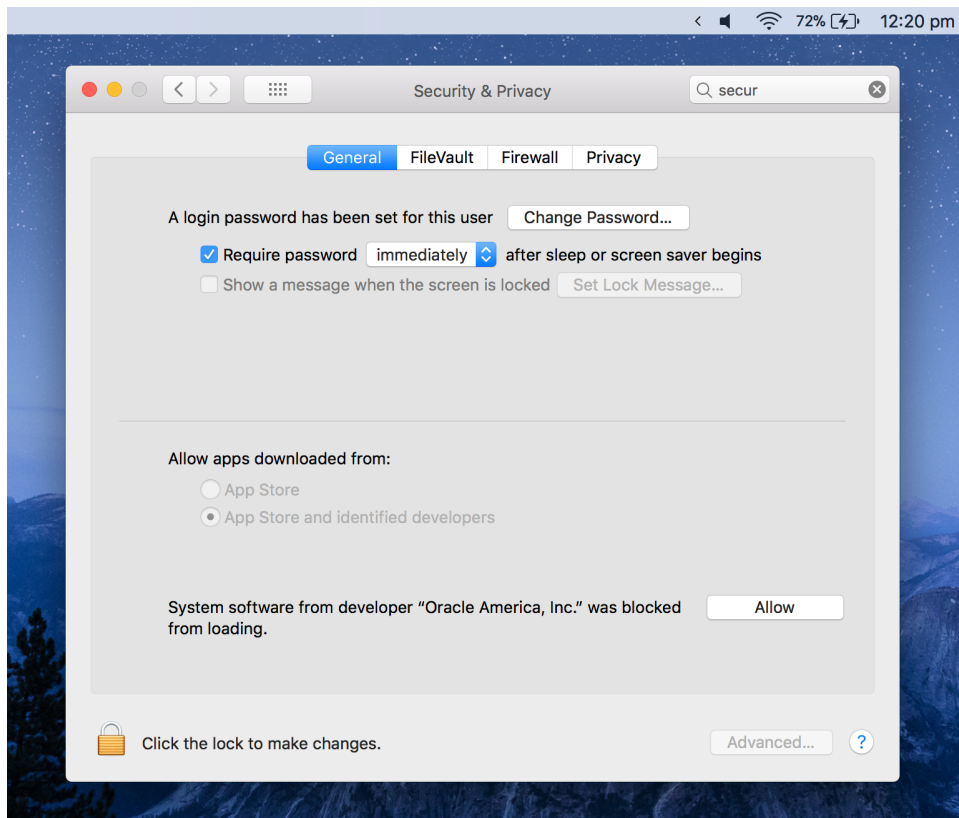 72% 12:20 pm
Security & Privacy
secur
General FileVault Firewall Privacy
A login password has been set for this user Change Password...
Require password immediately after sleep or screen saver begins
Show a message when the screen is locked Set Lock Message...
Allow apps downloaded from:
App Store
App Store and identified developers
System software from developer “Oracle America, Inc.” was blocked
from loading.
Allow
Click the lock to make changes.
Advanced... ?